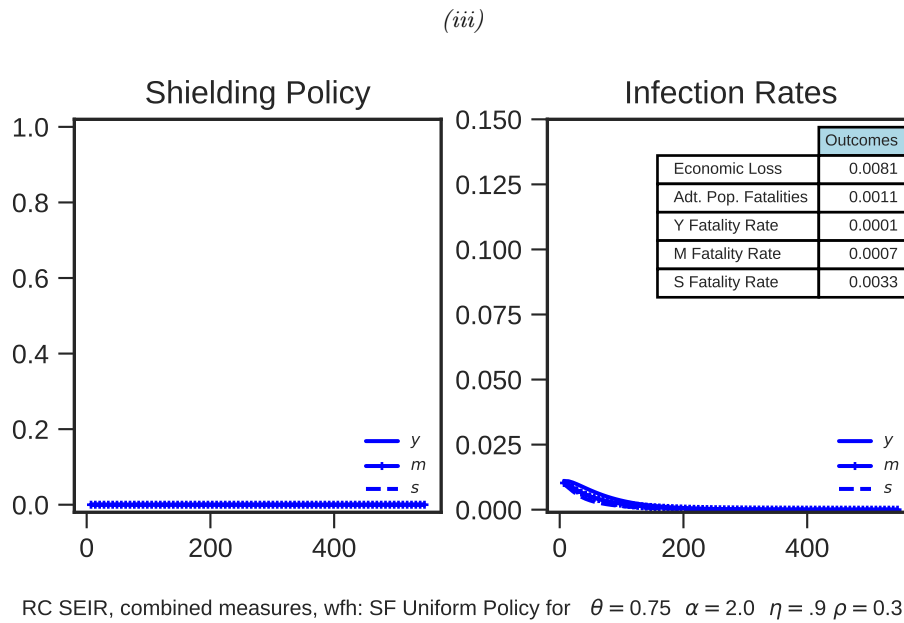 (iii)
Shielding Policy
1.0
0.8
0.6
0.4
0.2
0.0
0 200 400
y
m
s
Infection Rates
0.150
0.125
0.100
0.075
0.050
0.025
0.000
0 200 400
Outcomes
Economic Loss 0.0081
Adt. Pop. Fatalities 0.0011
Y Fatality Rate 0.0001
M Fatality Rate 0.0007
S Fatality Rate 0.0033
y
m
s
RC SEIR, combined measures, wfh: SF Uniform Policy for θ = 0.75 α = 2.0 η = .9 ρ = 0.3